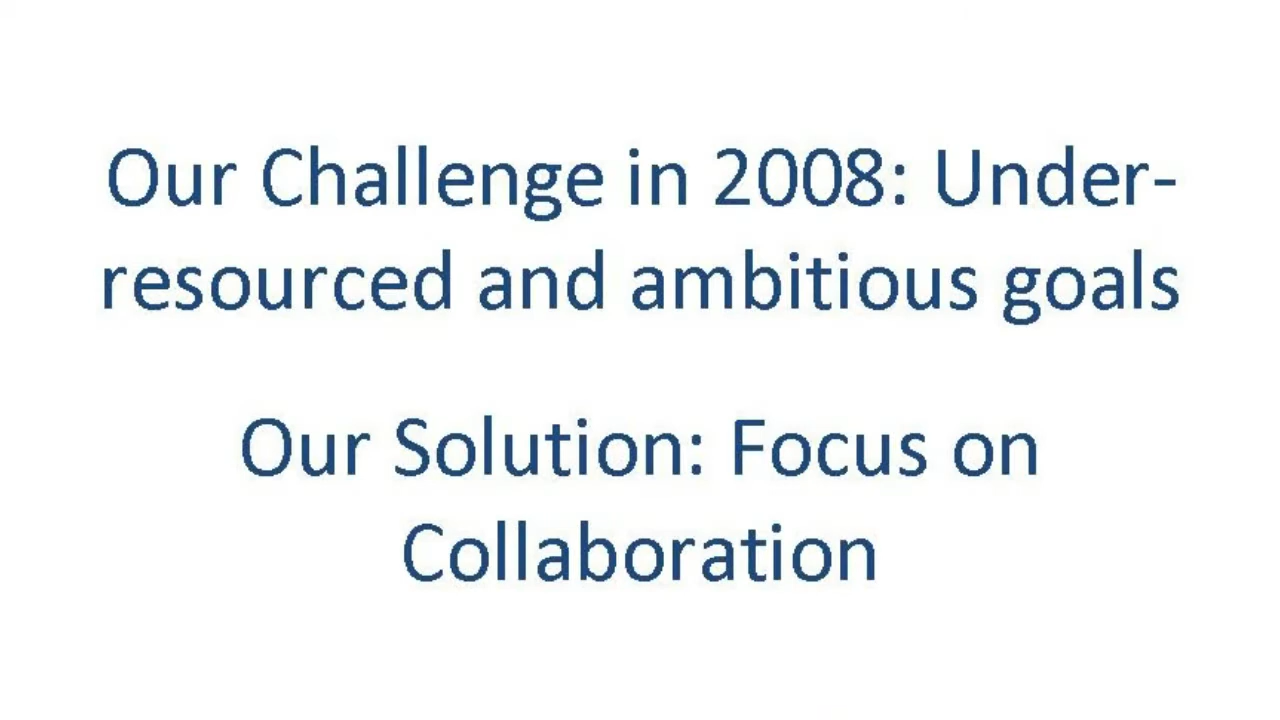 Our Challenge in 2008: Under-
resourced and ambitious goals
Our Solution: Focus on
Collaboration